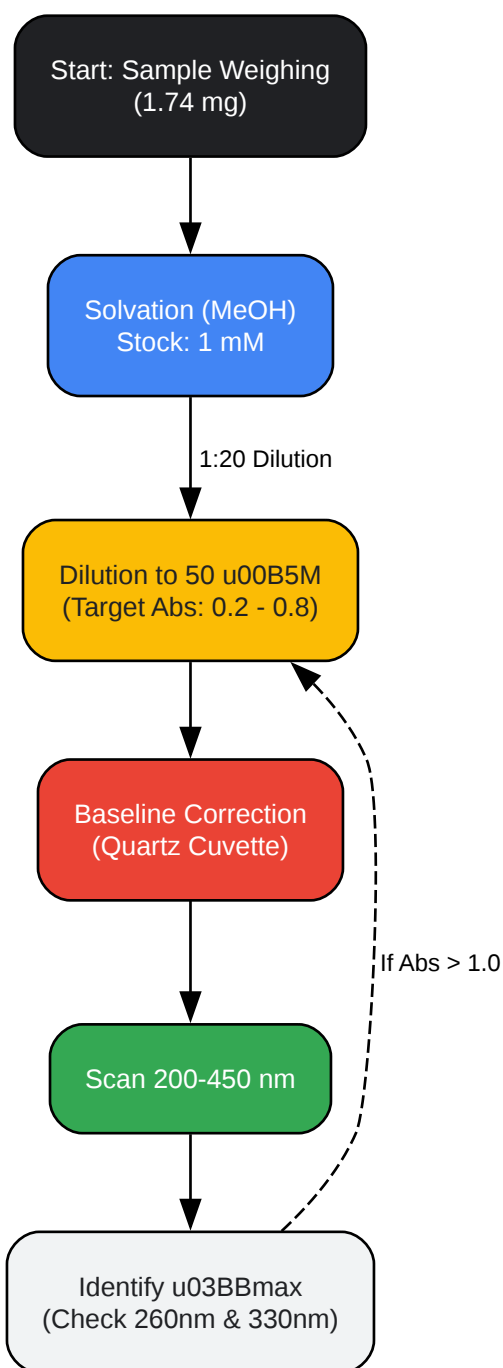 Start: Sample Weighing
(1.74 mg)
Solvation (MeOH)
Stock: 1 mM
1:20 Dilution
Dilution to 50 u00B5M
(Target Abs: 0.2 - 0.8)
Baseline Correction
(Quartz Cuvette)
If Abs > 1.0
Scan 200-450 nm
Identify u03BBmax
(Check 260nm & 330nm)